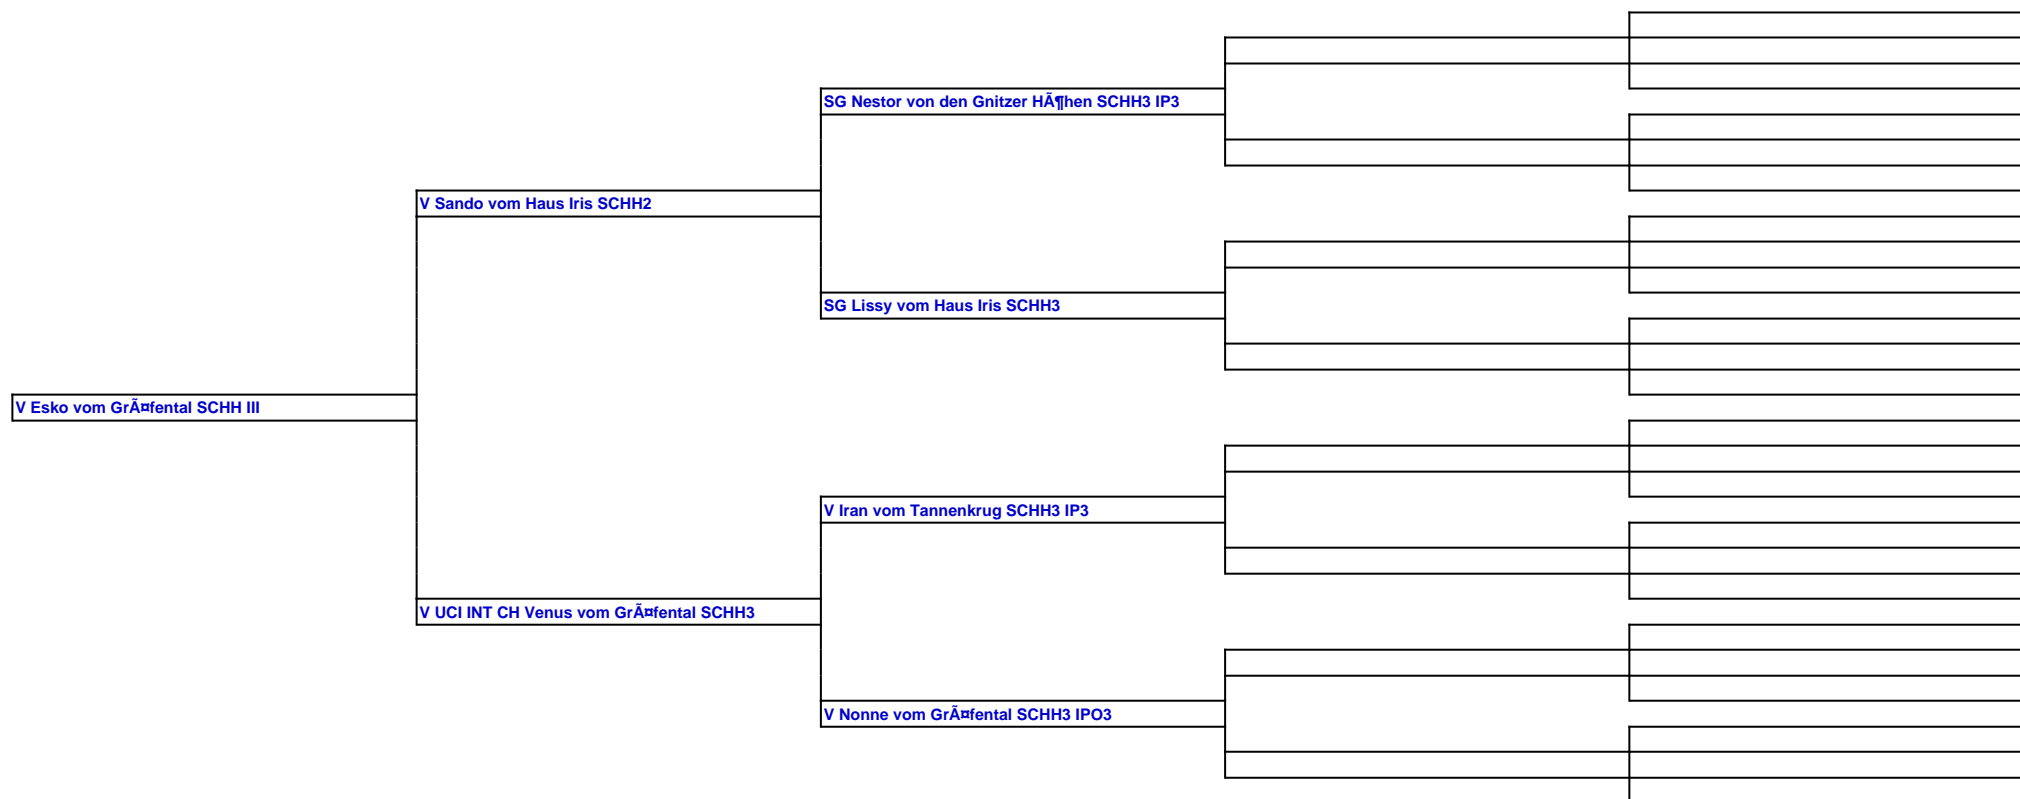 SG Nestor von den Gnitzer HÃ¶hen SCHH3 IP3
V Sando vom Haus Iris SCHH2
SG Lissy vom Haus Iris SCHH3
V Esko vom GrÃ¤fental SCHH III
V Iran vom Tannenkrug SCHH3 IP3
V UCI INT CH Venus vom GrÃ¤fental SCHH3
V Nonne vom GrÃ¤fental SCHH3 IPO3